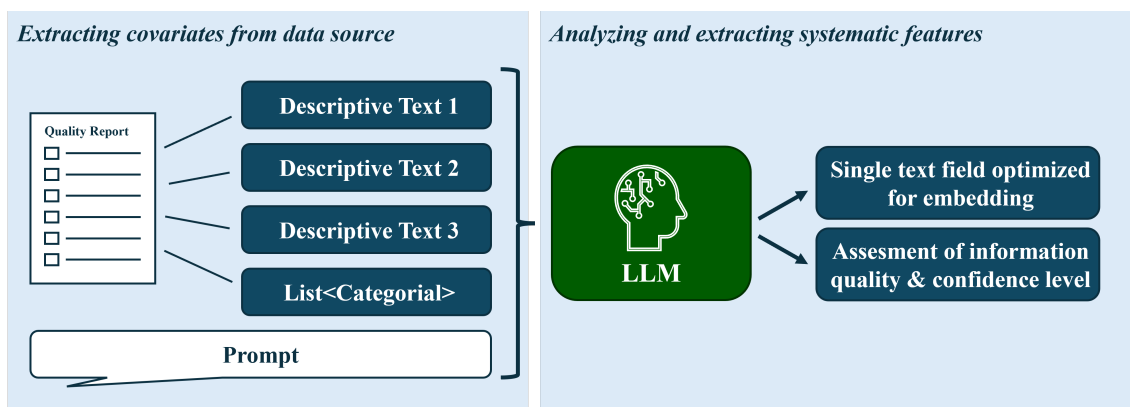 Extracting covariates from data source
Quality Report
Descriptive Text 1
Descriptive Text 2
Descriptive Text 3
List<Categorial>
Prompt
Analyzing and extracting systematic features
LLM
Single text field optimized
for embedding
Assesment of information
quality & confidence level